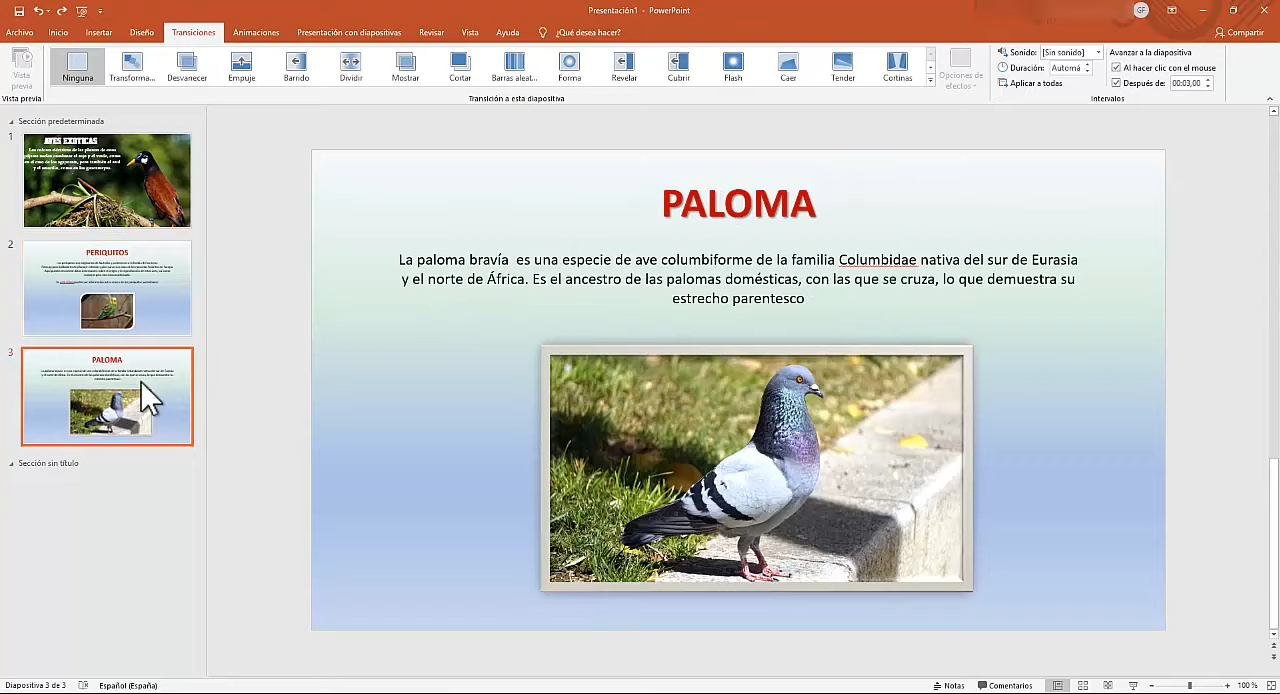 Presentación1 - PowerPoint
GF
Archivo Inicio Insertar Diseño Transiciones Animaciones Presentación con diapositivas Revisar Vista Ayuda ¿Qué desea hacer? Compartir
Vista previa
Ninguna Transforma... Desvanecer Empuje Barrido Dividir Mostrar Cortar Barras aleat... Forma Revelar Cubrir Flash Caer Tender Cortinas
Opciones de efectos
Sonido: [Sin sonido]
Duración: Automá
Aplicar a todas
Avanzar a la diapositiva
Al hacer clic con el mouse
Después de: 00:03,00
Vista previa Transición a esta diapositiva Intervalos
Sección predeterminada
1
AVES EXOTICAS
2
PERIQUITOS
3
PALOMA
Sección sin título
PALOMA
La paloma bravía es una especie de ave columbiforme de la familia Columbidae nativa del sur de Eurasia
y el norte de África. Es el ancestro de las palomas domésticas, con las que se cruza, lo que demuestra su
estrecho parentesco
Diapositiva 3 de 3 Español (España) Notas Comentarios 100 %